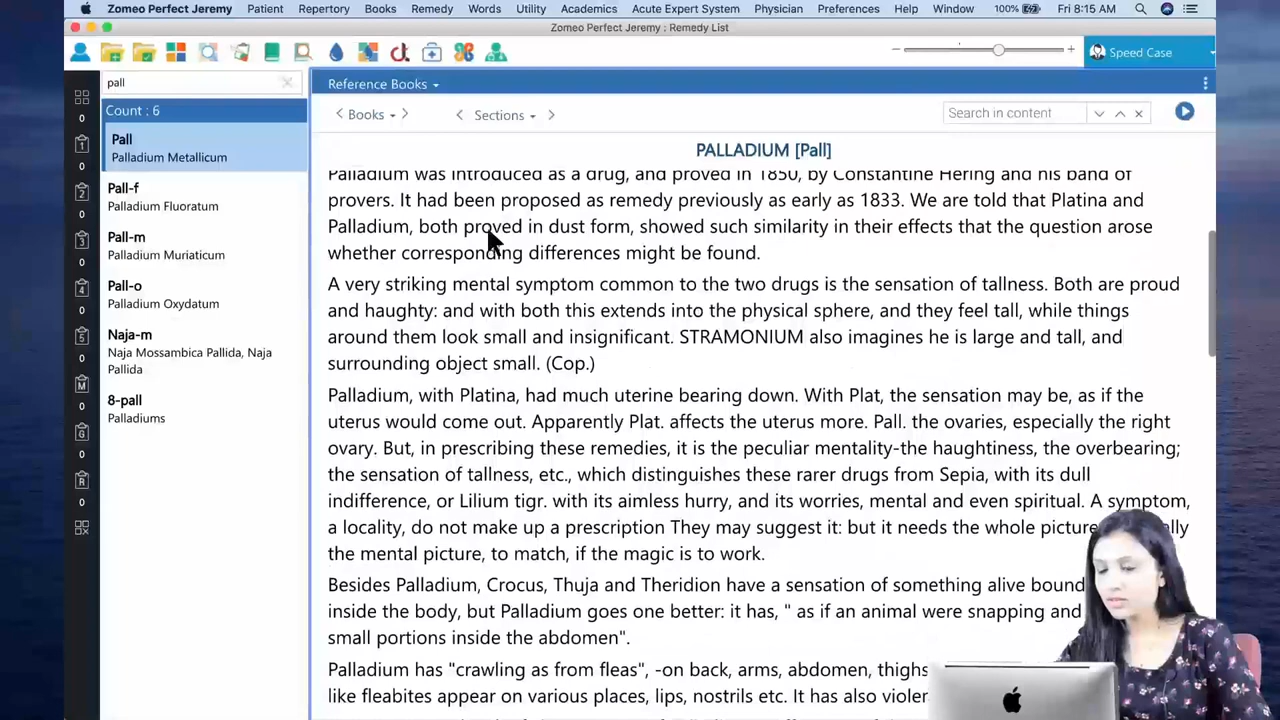 Zomeo Perfect Jeremy Patient Repertory Books Remedy Words Utility Academics Acute Expert System Physician Preferences Help Window 100% Fri 8:15 AM
Zomeo Perfect Jeremy : Remedy List
Speed Case
pall
Reference Books
Count : 6
Books Sections Search in content
Pall
Palladium Metallicum
Pall-f
Palladium Fluoratum
Pall-m
Palladium Muriaticum
Pall-o
Palladium Oxydatum
Naja-m
Naja Mossambica Pallida, Naja
Pallida
8-pall
Palladiums
0
1
0
2
0
3
0
4
0
5
0
M
0
G
0
R
0
PALLADIUM [Pall]
Palladium was introduced as a drug, and proved in 1850, by Constantine Hering and his band of
provers. It had been proposed as remedy previously as early as 1833. We are told that Platina and
Palladium, both proved in dust form, showed such similarity in their effects that the question arose
whether corresponding differences might be found.
A very striking mental symptom common to the two drugs is the sensation of tallness. Both are proud
and haughty: and with both this extends into the physical sphere, and they feel tall, while things
around them look small and insignificant. STRAMONIUM also imagines he is large and tall, and
surrounding object small. (Cop.)
Palladium, with Platina, had much uterine bearing down. With Plat, the sensation may be, as if the
uterus would come out. Apparently Plat. affects the uterus more. Pall. the ovaries, especially the right
ovary. But, in prescribing these remedies, it is the peculiar mentality-the haughtiness, the overbearing;
the sensation of tallness, etc., which distinguishes these rarer drugs from Sepia, with its dull
indifference, or Lilium tigr. with its aimless hurry, and its worries, mental and even spiritual. A symptom,
a locality, do not make up a prescription They may suggest it: but it needs the whole picture
the mental picture, to match, if the magic is to work.
Besides Palladium, Crocus, Thuja and Theridion have a sensation of something alive bound
inside the body, but Palladium goes one better: it has, " as if an animal were snapping and
small portions inside the abdomen".
Palladium has "crawling as from fleas", -on back, arms, abdomen, thighs
like fleabites appear on various places, lips, nostrils etc. It has also